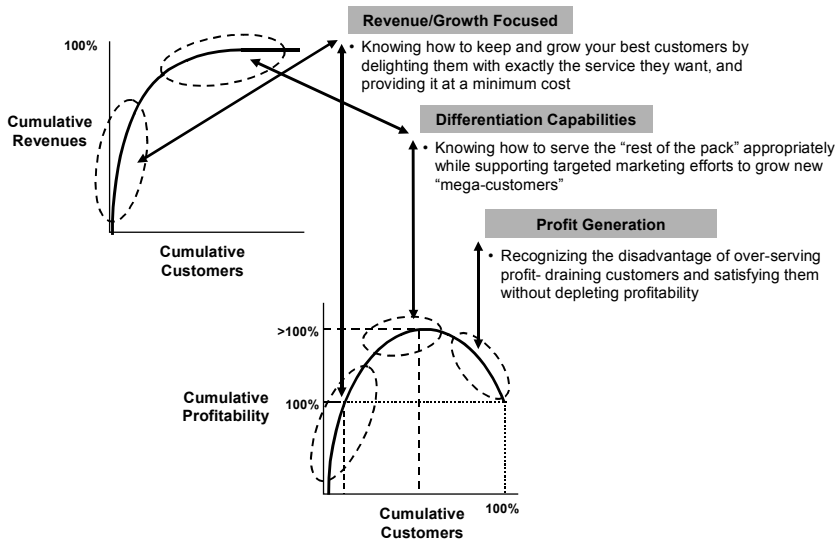 Revenue/Growth Focused
• Knowing how to keep and grow your best customers by
delighting them with exactly the service they want, and
providing it at a minimum cost
100%
Cumulative
Revenues
Cumulative
Customers
Differentiation Capabilities
• Knowing how to serve the “rest of the pack” appropriately
while supporting targeted marketing efforts to grow new
“mega-customers”
Profit Generation
• Recognizing the disadvantage of over-serving
profit- draining customers and satisfying them
without depleting profitability
>100%
Cumulative
Profitability
100%
Cumulative
Customers
100%